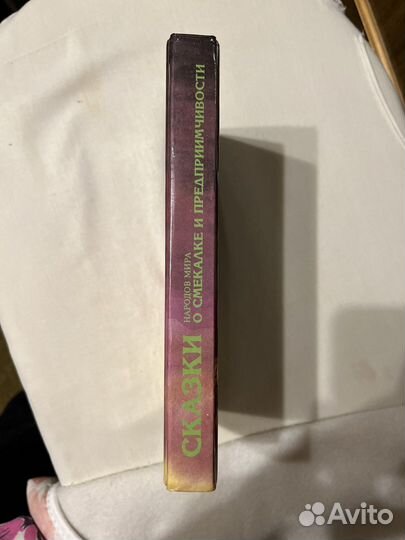 СКАЗКИ
НАРОДОВ МИРА
О СМЕКАЛКЕ И ПРЕДПРИИМЧИВОСТИ
Avito